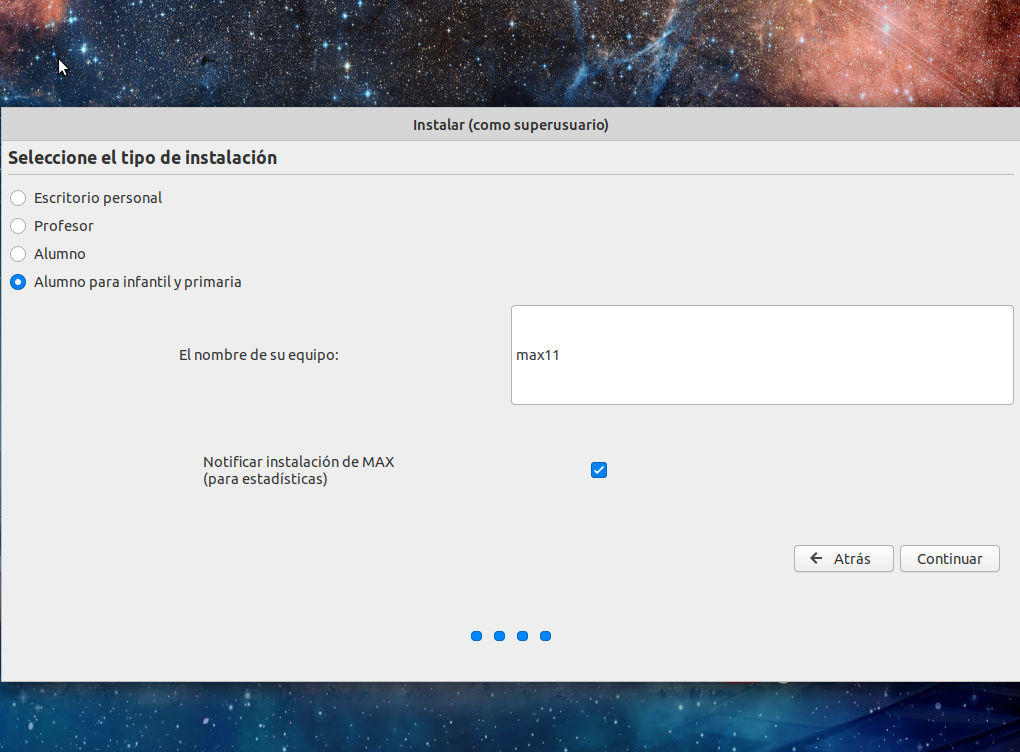 Instalar (como superusuario)
Seleccione el tipo de instalación
Escritorio personal
Profesor
Alumno
Alumno para infantil y primaria
El nombre de su equipo:
max11
Notificar instalación de MAX
(para estadísticas)
Atrás
Continuar